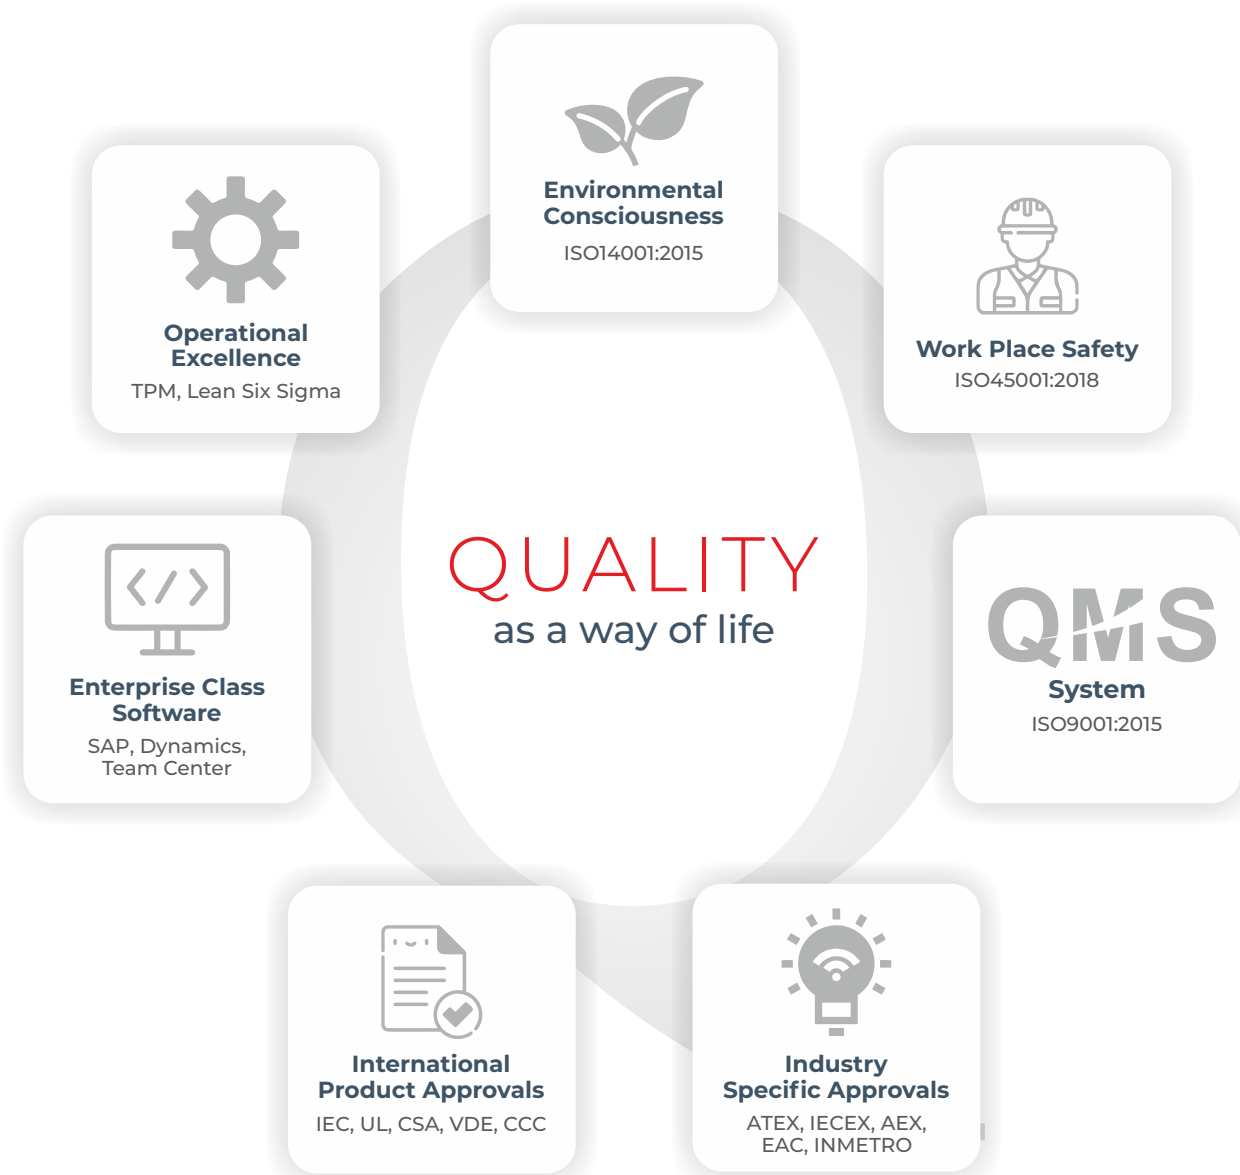 Environmental
Consciousness
ISO14001:2015
Operational
Excellence
TPM, Lean Six Sigma
Work Place Safety
ISO45001:2018
QUALITY
as a way of life
Enterprise Class
Software
SAP, Dynamics,
Team Center
QMS
System
ISO9001:2015
International
Product Approvals
IEC, UL, CSA, VDE, CCC
Industry
Specific Approvals
ATEX, IECEX, AEX,
EAC, INMETRO